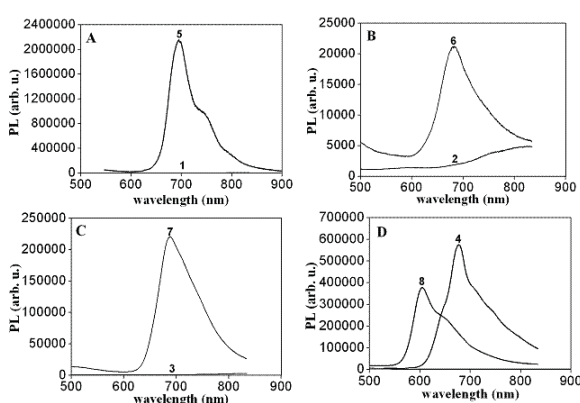 A
5
1
PL (arb. u.)
2400000
2000000
1600000
1200000
800000
400000
0
500 600 700 800 900
wavelength (nm)
B
6
2
PL (arb. u.)
25000
20000
15000
10000
5000
0
500 600 700 800 900
wavelength (nm)
C
7
3
PL (arb. u.)
250000
200000
150000
100000
50000
0
500 600 700 800 900
wavelength (nm)
D
4
8
PL (arb. u.)
700000
600000
500000
400000
300000
200000
100000
0
500 600 700 800 900
wavelength (nm)